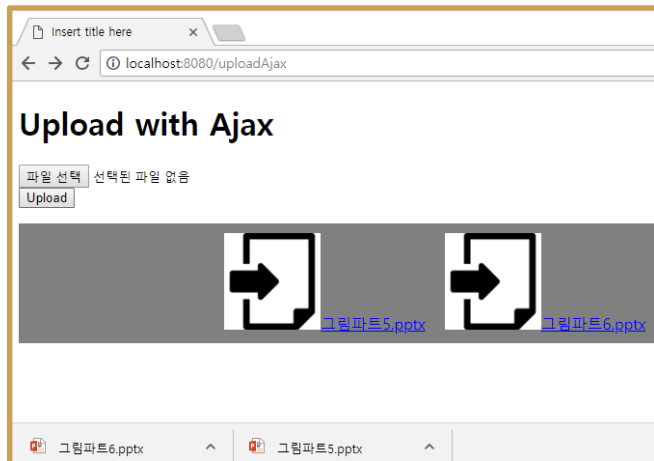 Insert title here
localhost:8080/uploadAjax
Upload with Ajax
파일 선택 선택된 파일 없음
Upload
그림파트5.pptx 그림파트6.pptx
그림파트6.pptx 그림파트5.pptx